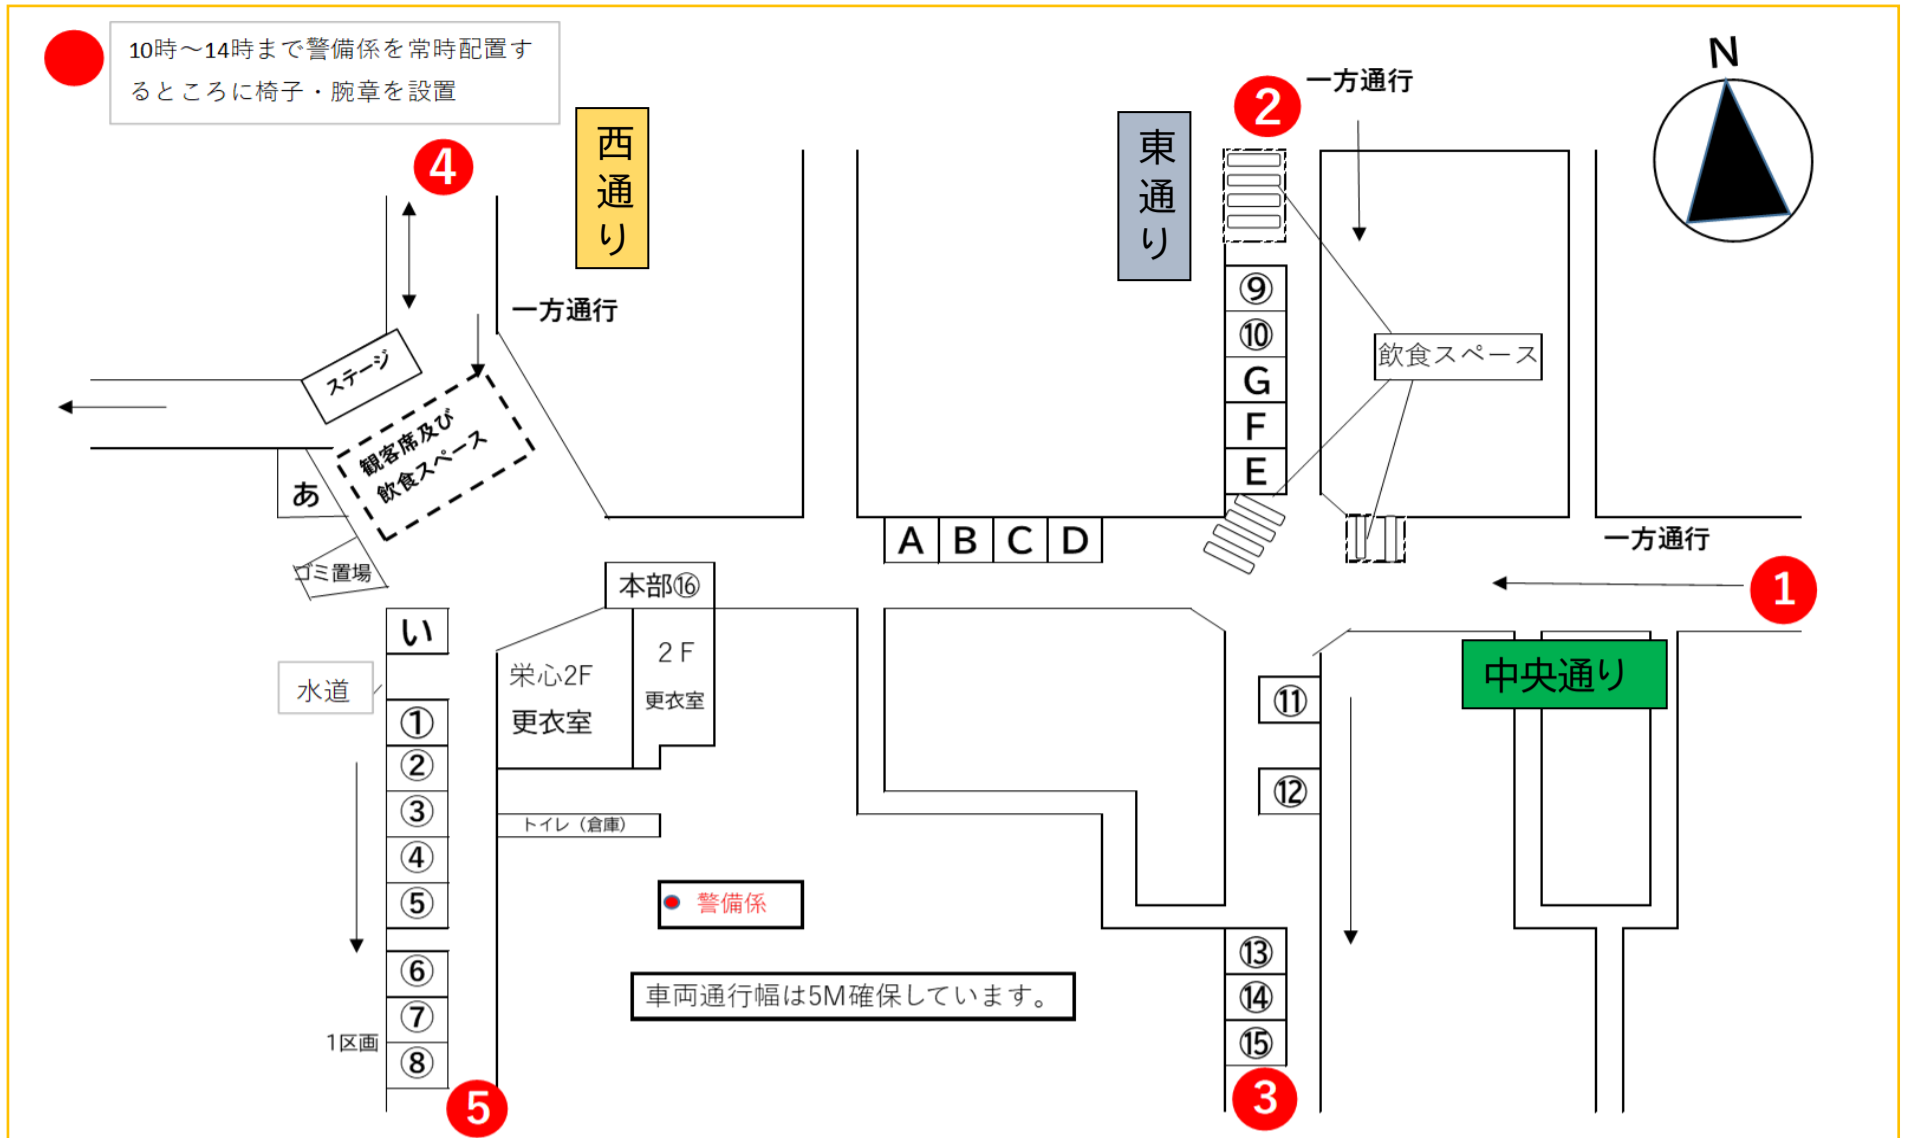 10時～14時まで警備係を常時配置す
るところに椅子・腕章を設置
N
一方通行
2
4
西通り
東通り
⑨
一方通行
⑩
飲食スペース
ステージ
G
観客席及び
飲食スペース
F
E
あ
A B C D
一方通行
ゴミ置場
本部⑯
1
い
栄心2F
更衣室
２Ｆ
更衣室
中央通り
水道
⑪
①
②
⑫
③
トイレ（倉庫）
④
⑤
警備係
⑬
⑥
車両通行幅は5M確保しています。
⑭
⑦
1区画
⑮
⑧
5
3